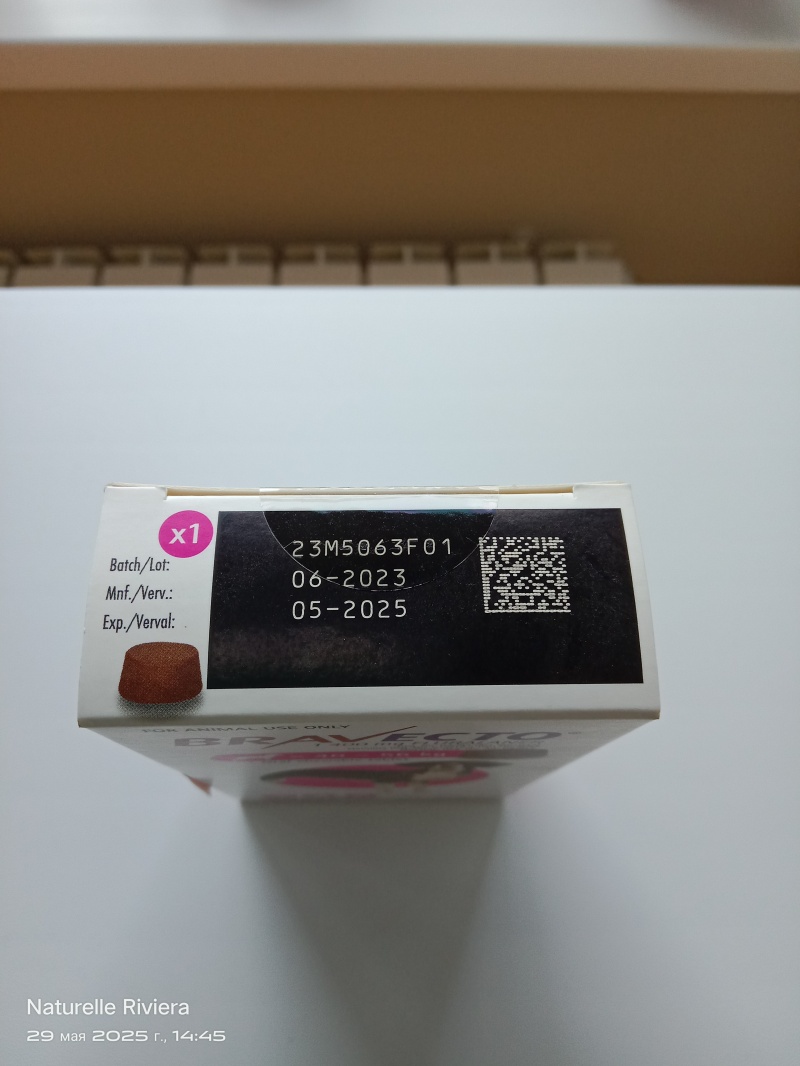 x1
Batch/Lot:
Mnf./Verv.:
Exp./Verval:
23M5063F01
06-2023
05-2025
FOR ANIMAL USE ONLY
BRAVECTO
Naturelle Riviera
29 мая 2025 г., 14:45